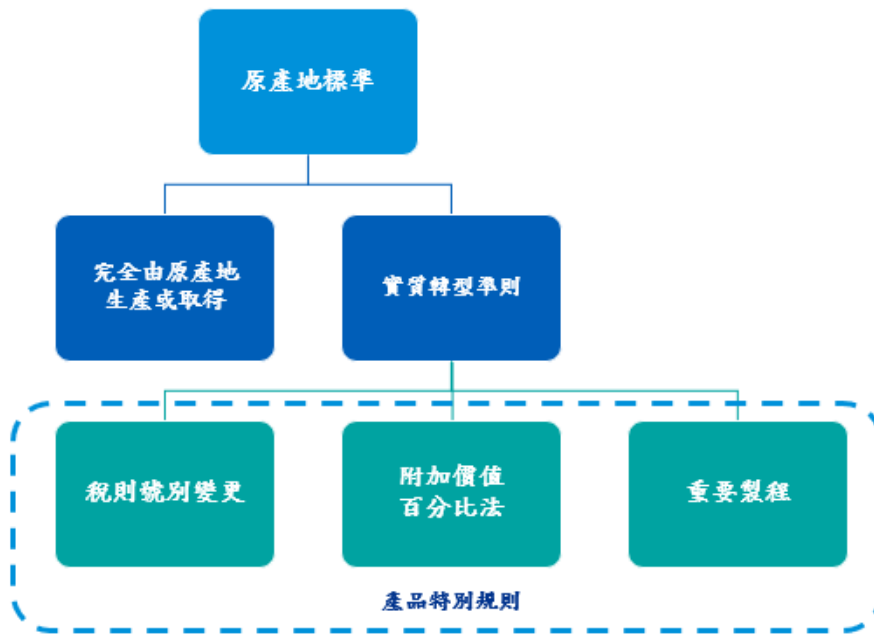 原產地標準
完全由原產地
生產或取得
實質轉型準則
稅則號別變更
附加價值
百分比法
重要製程
產品特別規則